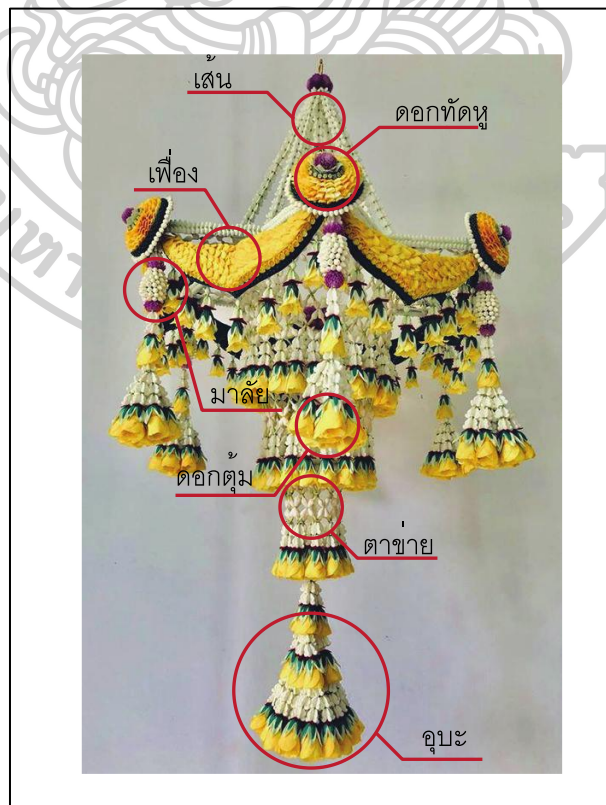 เส้น
ดอกทัดหู
เฟื่อง
มาลัย
ดอกตุ้ม
ตาข่าย
อุบะ